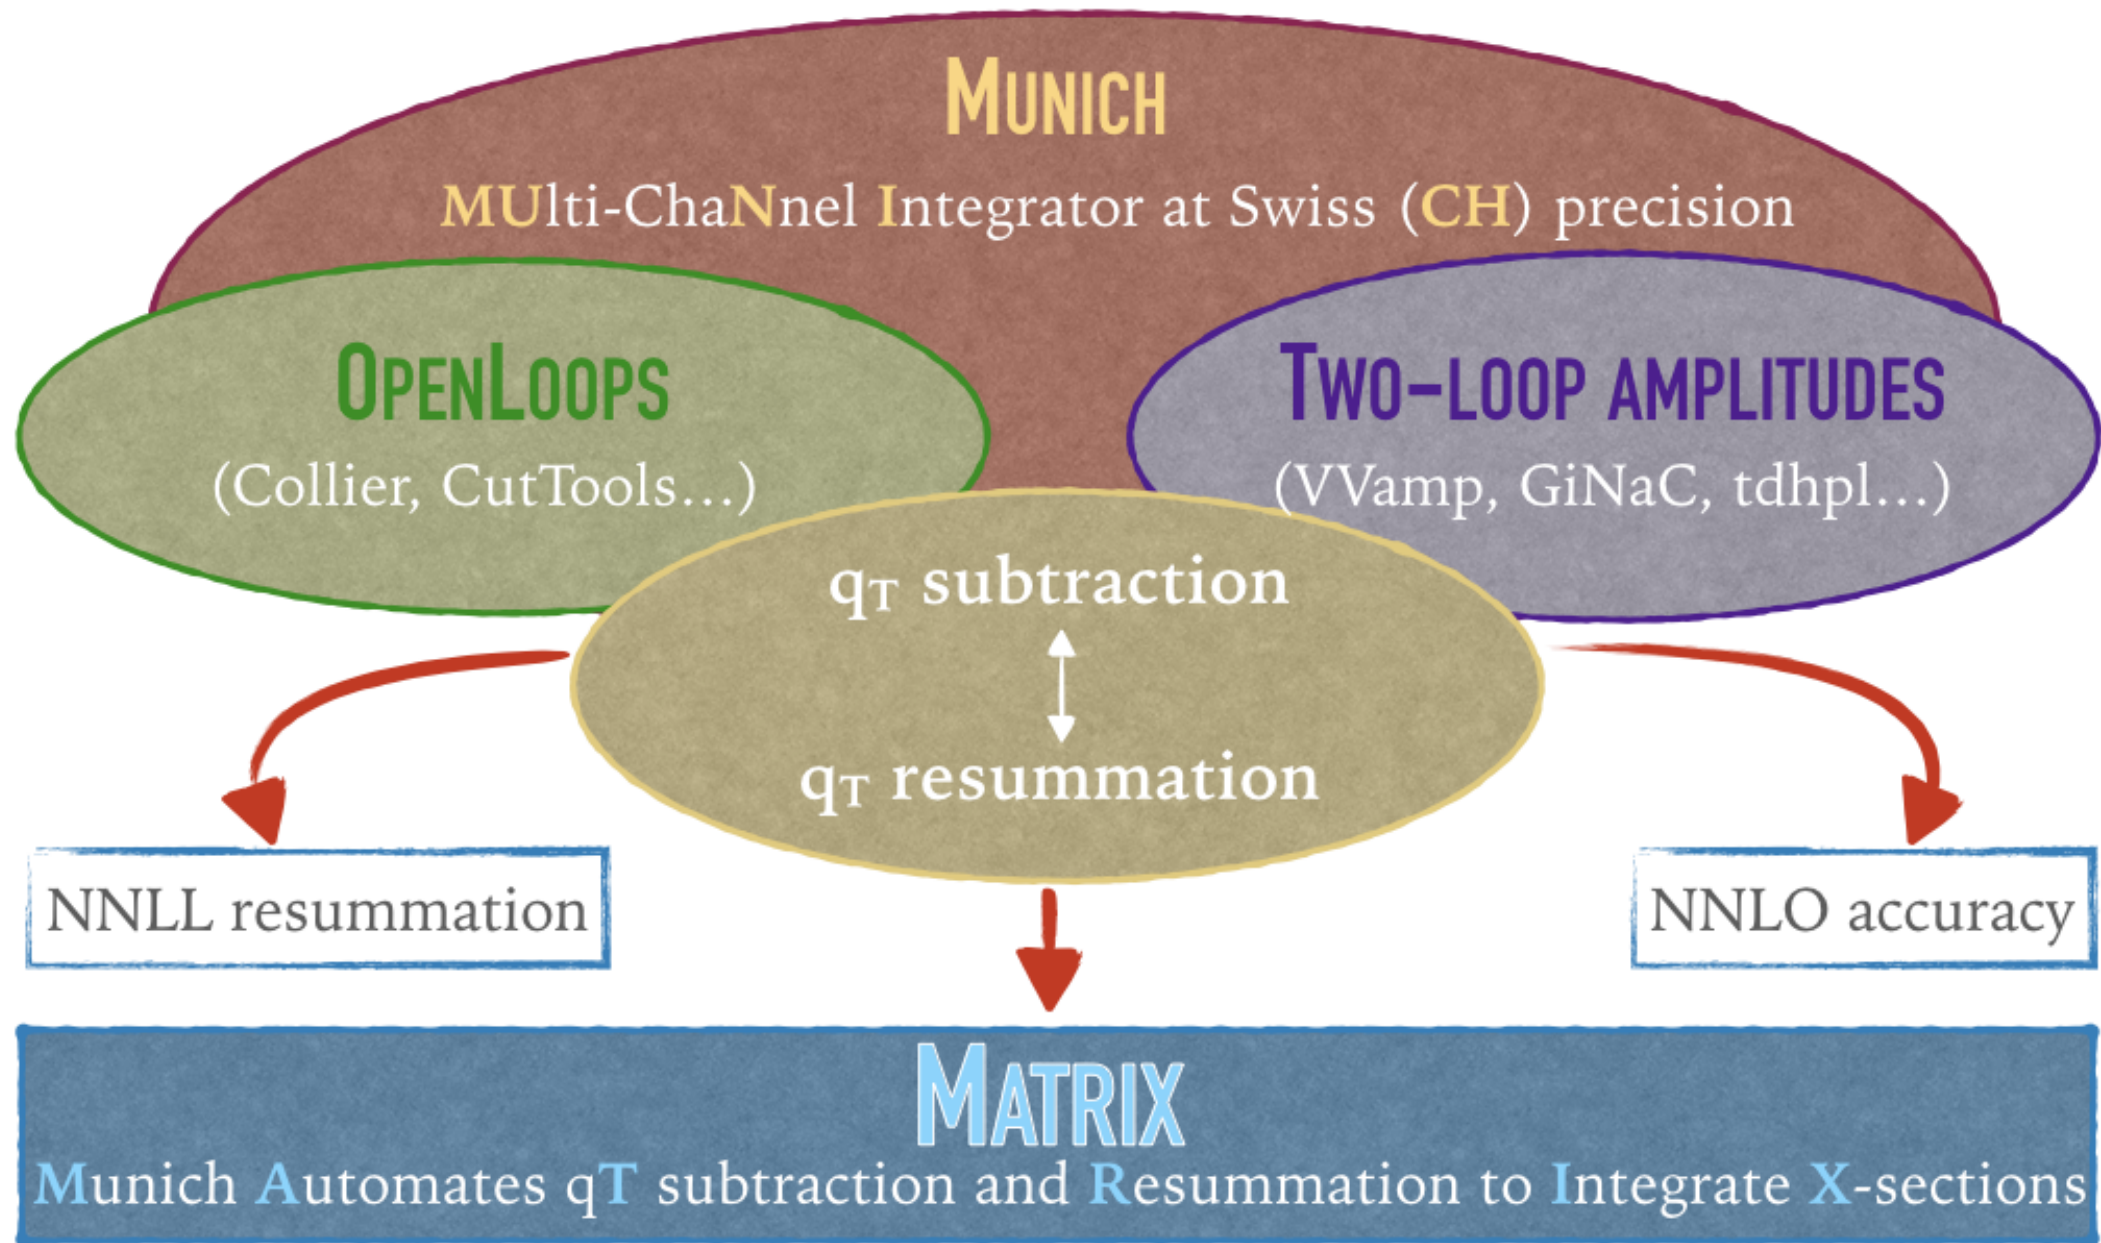 MUNICH
MUlti-ChaNnel Integrator at Swiss (CH) precision
OPENLOOPS
(Collier, CutTools...)
TWO-LOOP AMPLITUDES
(VVamp, GiNaC, tdhpl...)
qT subtraction
qT resummation
NNLL resummation
NNLO accuracy
MATRIX
Munich Automates qT subtraction and Resummation to Integrate X-sections